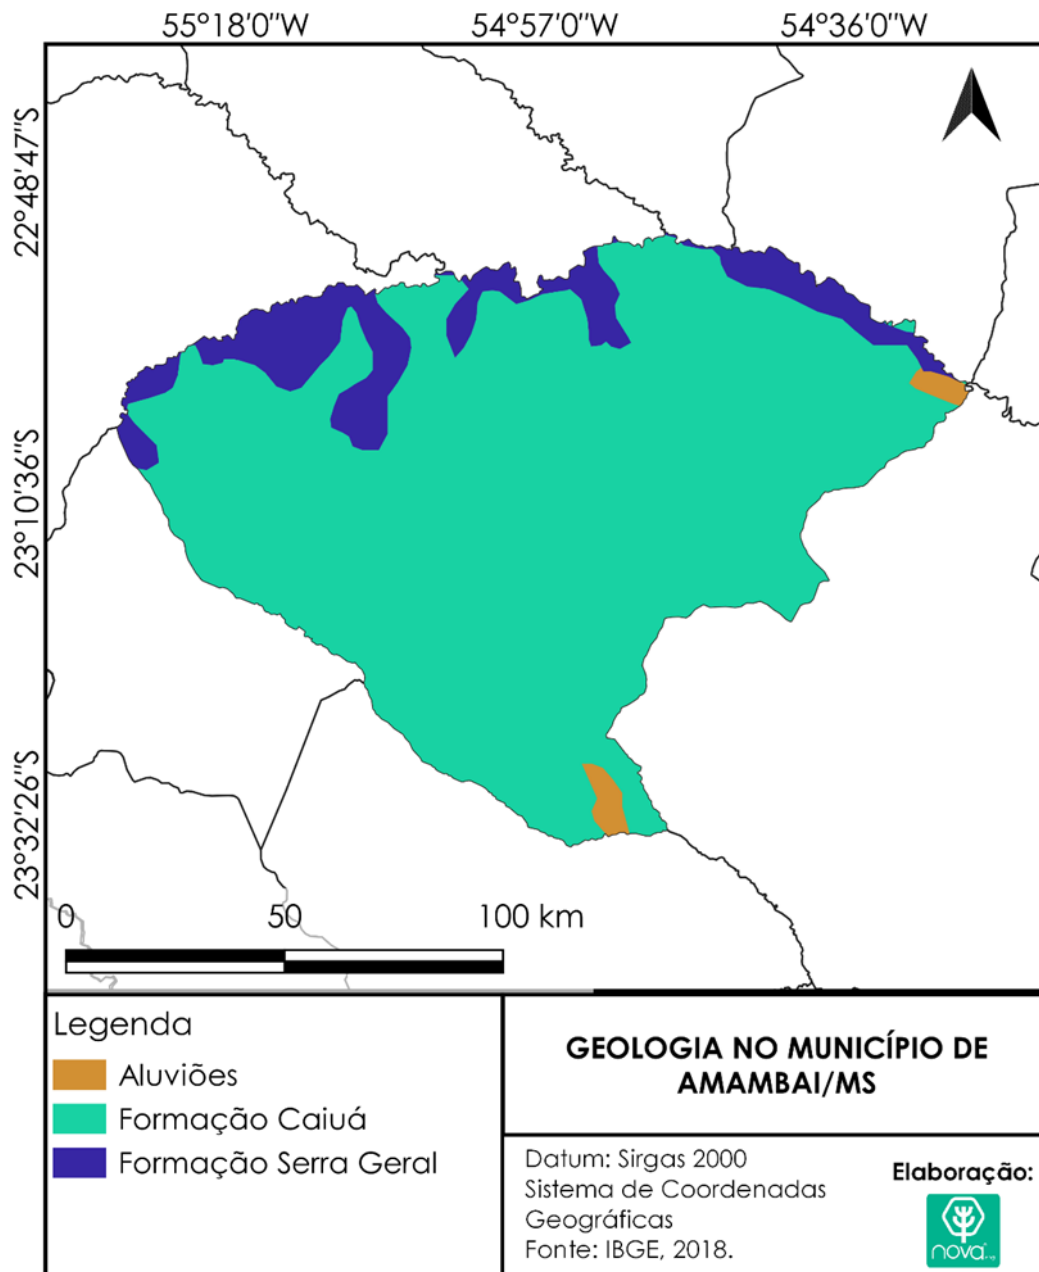 55°18'0"W 54°57'0"W 54°36'0"W
22°48'47"S
23°10'36"S
23°32'26"S
0 50 100 km
Legenda
Aluviões
Formação Caiuá
Formação Serra Geral
GEOLOGIA NO MUNICÍPIO DE
AMAMBAI/MS
Datum: Sirgas 2000
Sistema de Coordenadas
Geográficas
Fonte: IBGE, 2018.
Elaboração:
nova